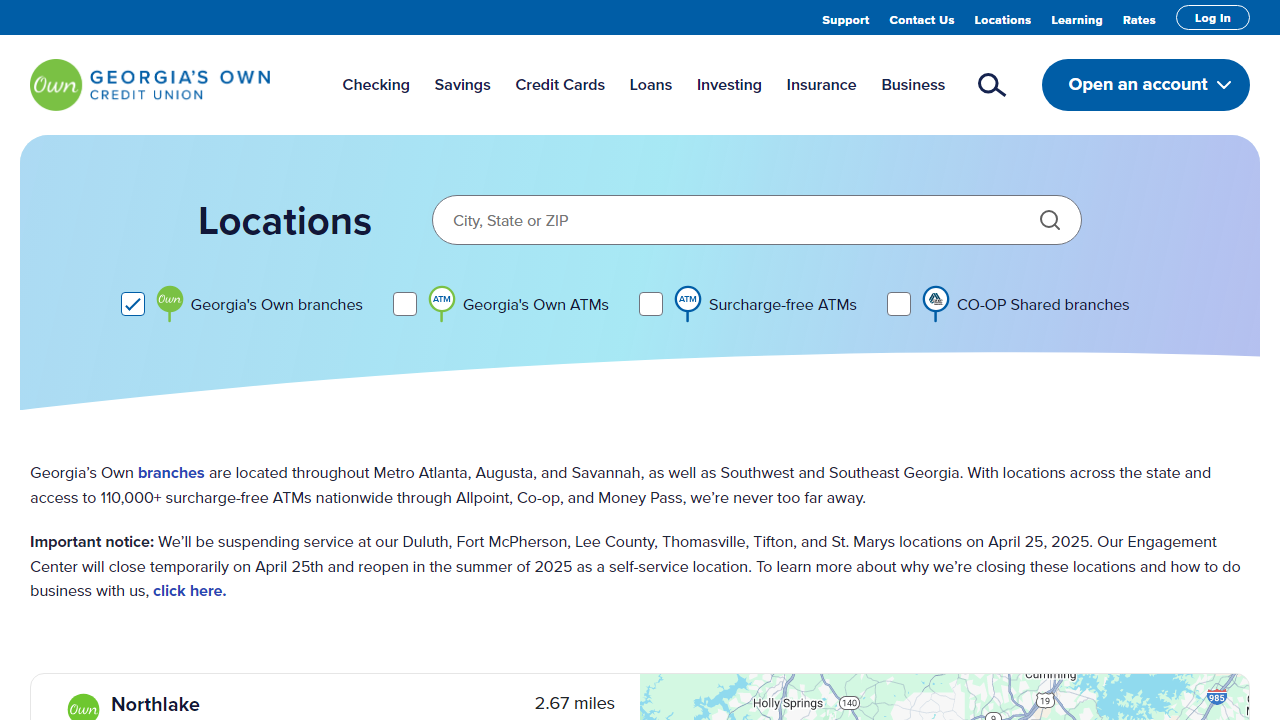 Support Contact Us Locations Learning Rates Log In
Own GEORGIA'S OWN
CREDIT UNION
Checking Savings Credit Cards Loans Investing Insurance Business Open an account
Locations
City, State or ZIP
Own Georgia's Own branches ATM Georgia's Own ATMs ATM Surcharge-free ATMs CO-OP Shared branches
Georgia’s Own branches are located throughout Metro Atlanta, Augusta, and Savannah, as well as Southwest and Southeast Georgia. With locations across the state and
access to 110,000+ surcharge-free ATMs nationwide through Allpoint, Co-op, and Money Pass, we’re never too far away.
Important notice: We’ll be suspending service at our Duluth, Fort McPherson, Lee County, Thomasville, Tifton, and St. Marys locations on April 25, 2025. Our Engagement
Center will close temporarily on April 25th and reopen in the summer of 2025 as a self-service location. To learn more about why we’re closing these locations and how to do
business with us, click here.
Own Northlake 2.67 miles
Cumming
Holly Springs 140 19 985
9